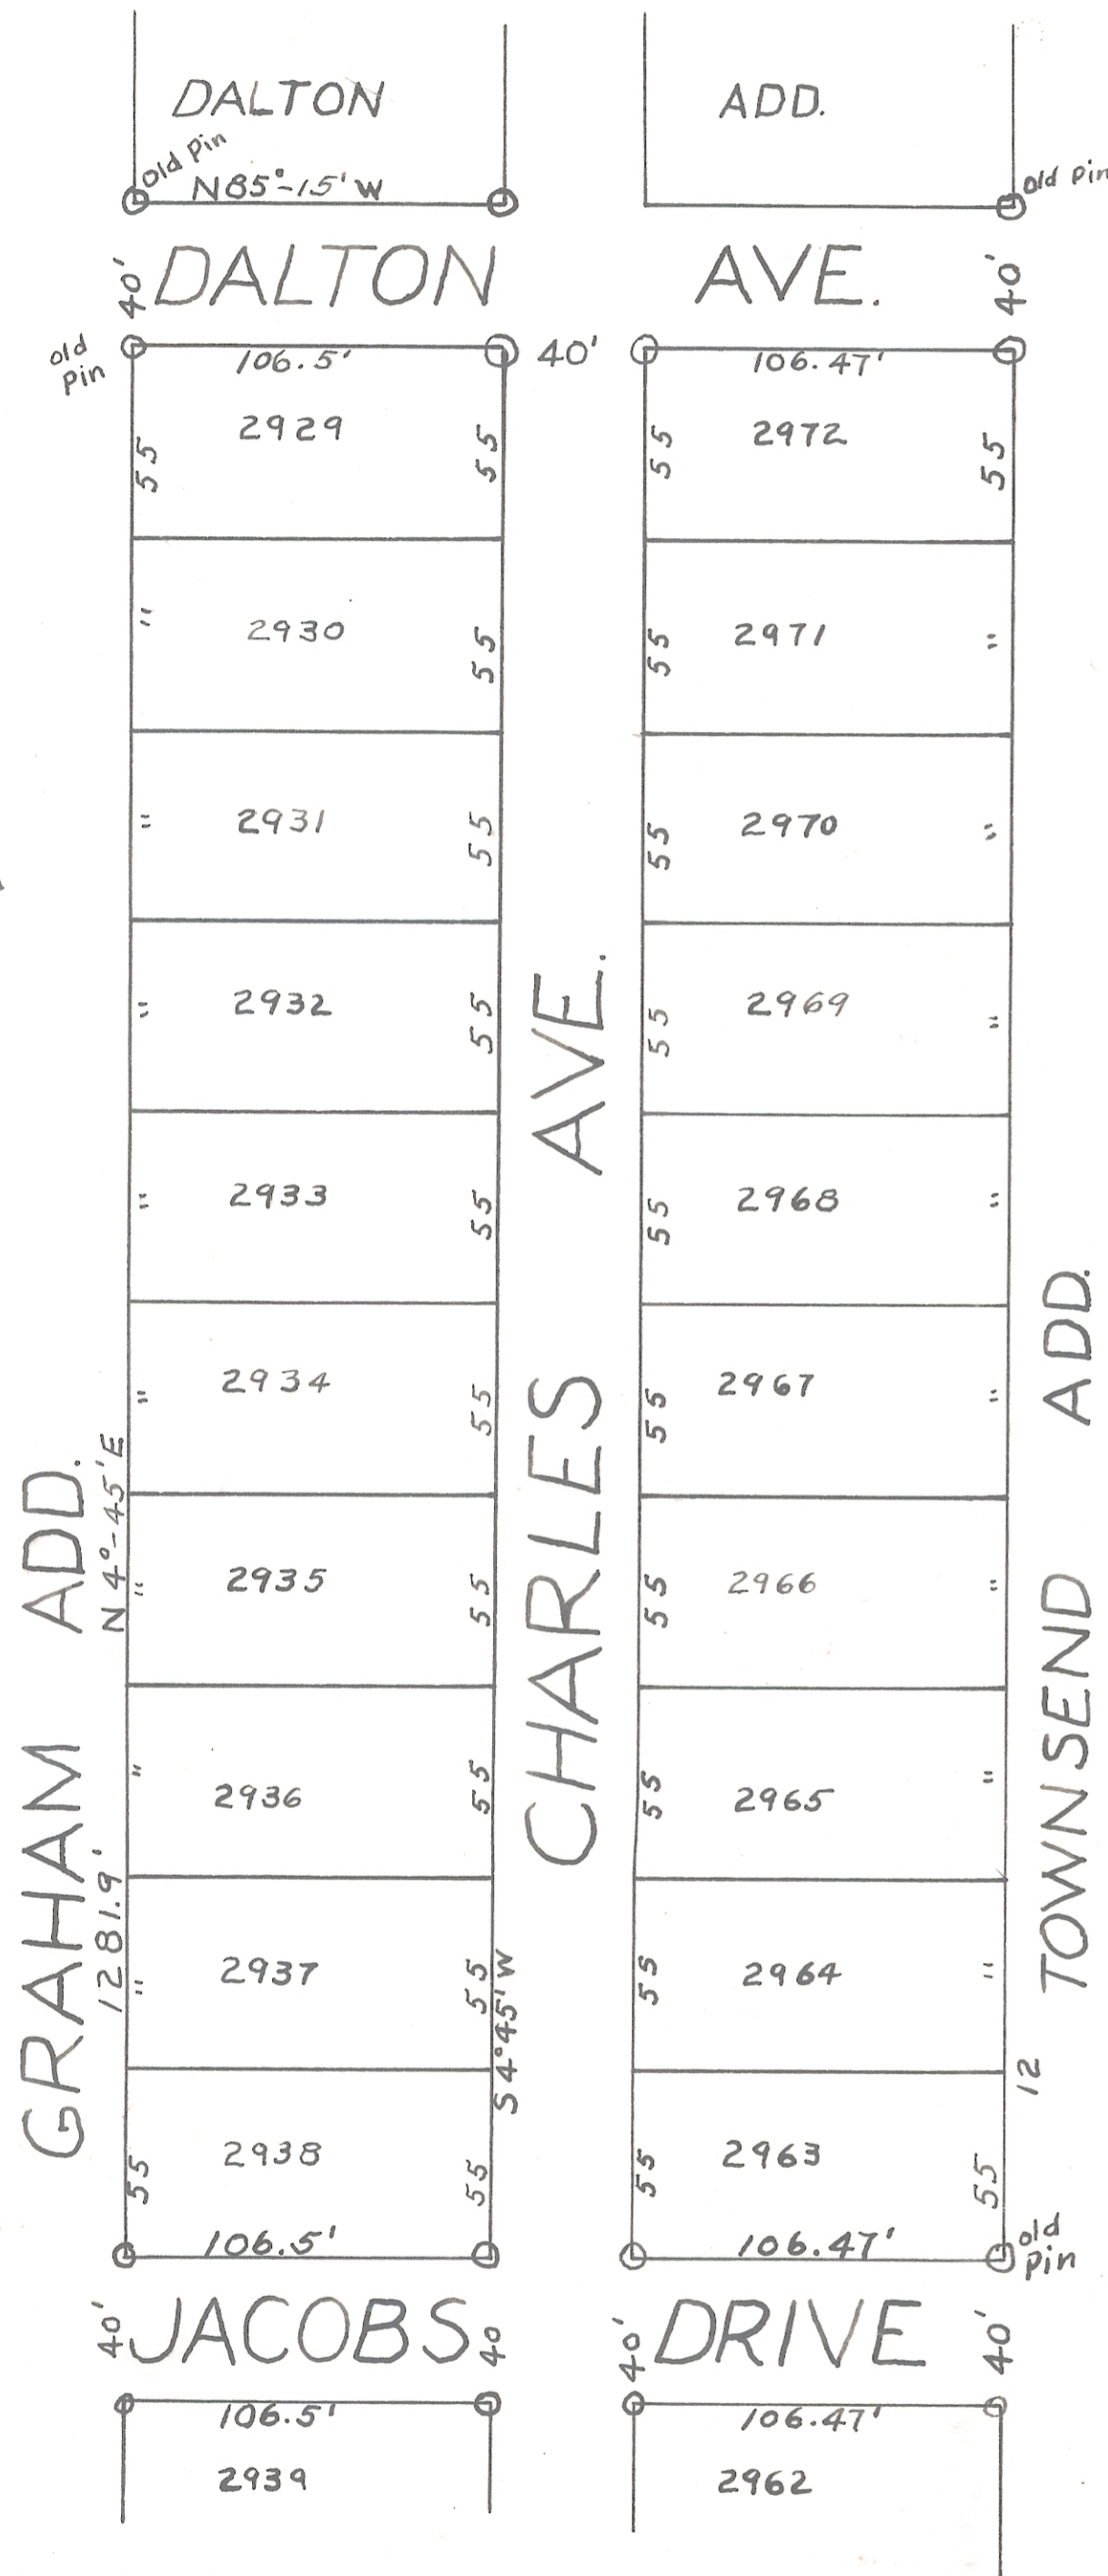 DALTON ADD.
Old Pin
N85°-15'W
Old Pin
40' DALTON AVE. 40'
old Pin
106.5' 40' 106.47'
55 2929 55 55 2972 55
" 2930 55 55 2971 "
" 2931 55 55 2970 "
" 2932 55 55 2969 "
" 2933 55 55 2968 "
" 2934 55 55 2967 "
" 2935 55 55 2966 "
" 2936 55 55 2965 "
" 2937 55 55 2964 "
55 2938 55 55 2963 55
GRAHAM ADD.
N 4°-45'E
1281.9'
CHARLES AVE.
S 4°45'W
TOWNSEND ADD.
12
106.5' 106.47'
old Pin
40' JACOBS 40 40' DRIVE 40'
106.5' 106.47'
2939 2962